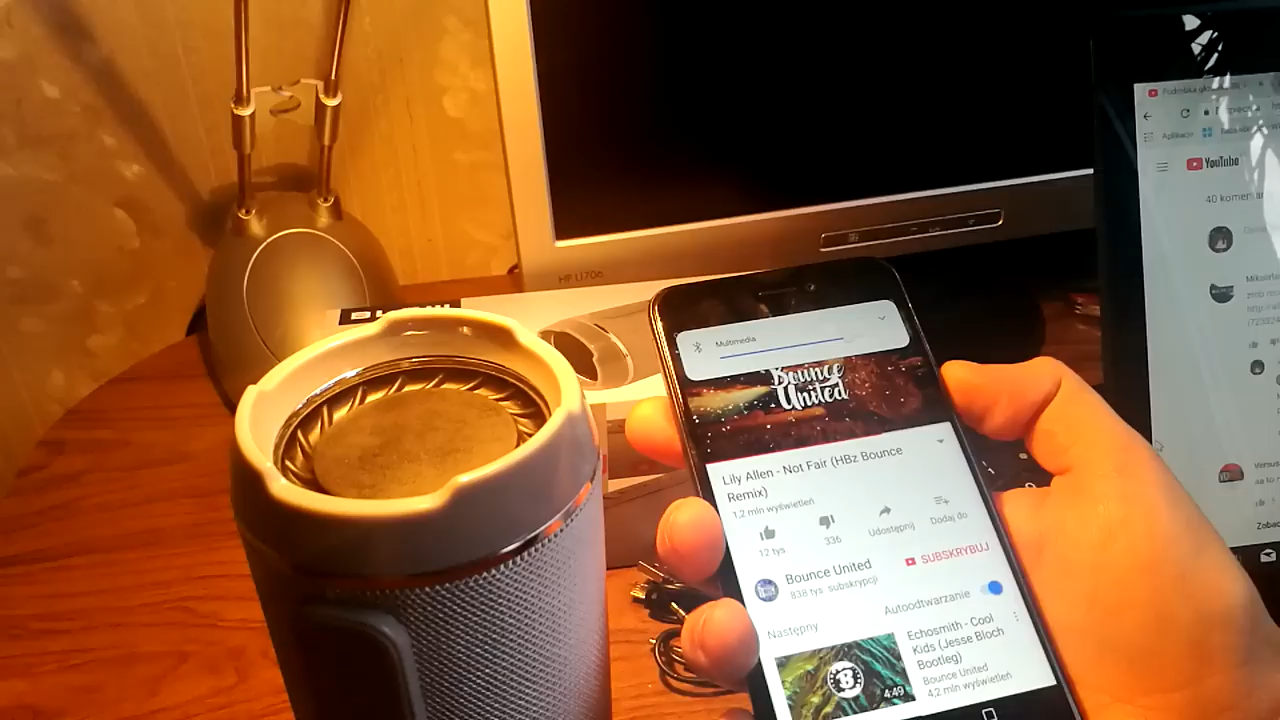 HP L1706
Multimedia
Bounce
United
Lily Allen - Not Fair (HBz Bounce
Remix)
1,2 mln wyświetleń
12 tys
336
Udostępnij
Dodaj do
Bounce United
838 tys subskrypcji
SUBSKRYBUJ
Autoodtwarzanie
Następny
Echosmith - Cool
Kids (Jesse Bloch
Bootleg)
Bounce United
4,2 mln wyświetleń
4:49
Podróbka
Aplikacje
YouTube
40 komen